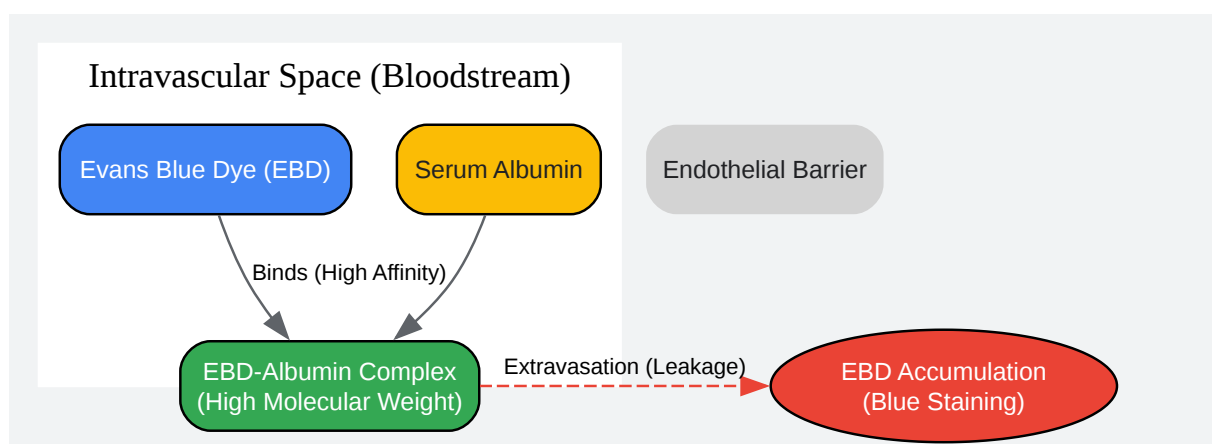 Intravascular Space (Bloodstream)
Evans Blue Dye (EBD)
Serum Albumin
Endothelial Barrier
Binds (High Affinity)
EBD-Albumin Complex
(High Molecular Weight)
Extravasation (Leakage)
EBD Accumulation
(Blue Staining)